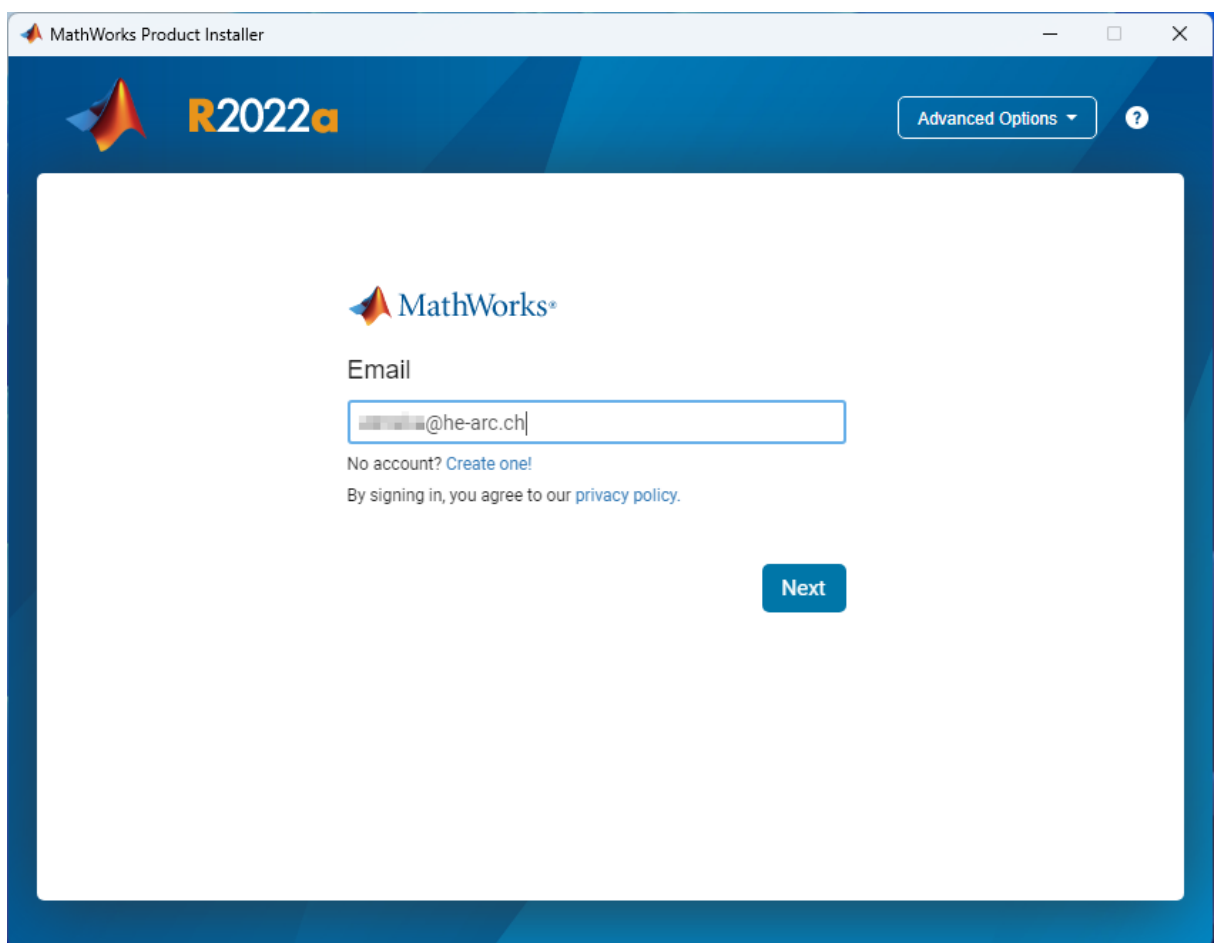 MathWorks Product Installer
R2022a
Advanced Options
?
MathWorks®
Email
@he-arc.ch
No account? Create one!
By signing in, you agree to our privacy policy.
Next